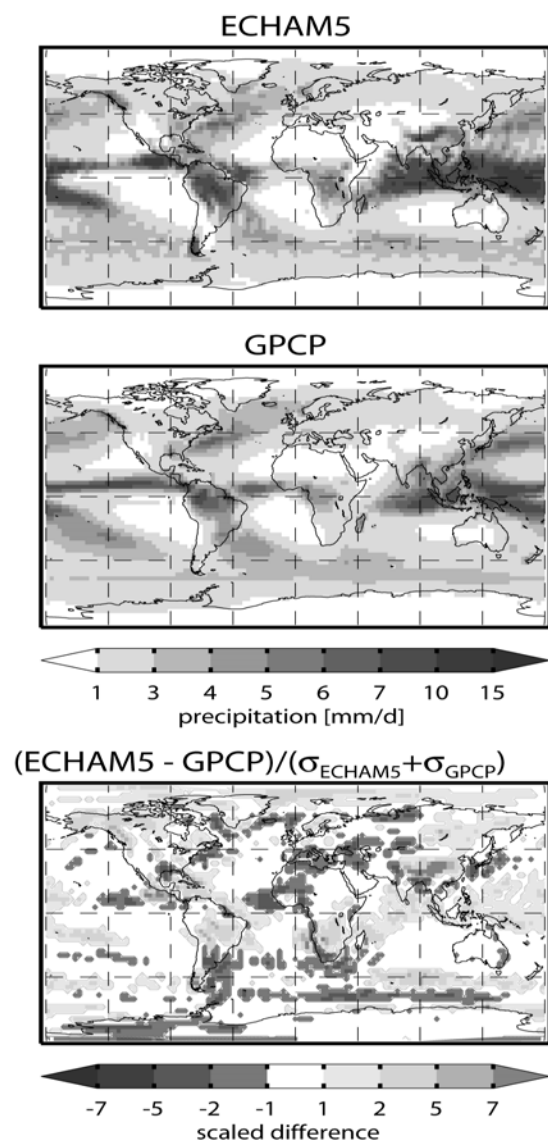 ECHAM5
GPCP
1 3 4 5 6 7 10 15
precipitation [mm/d]
(ECHAM5 - GPCP)/(σECHAM5+σGPCP)
-7 -5 -2 -1 1 2 5 7
scaled difference